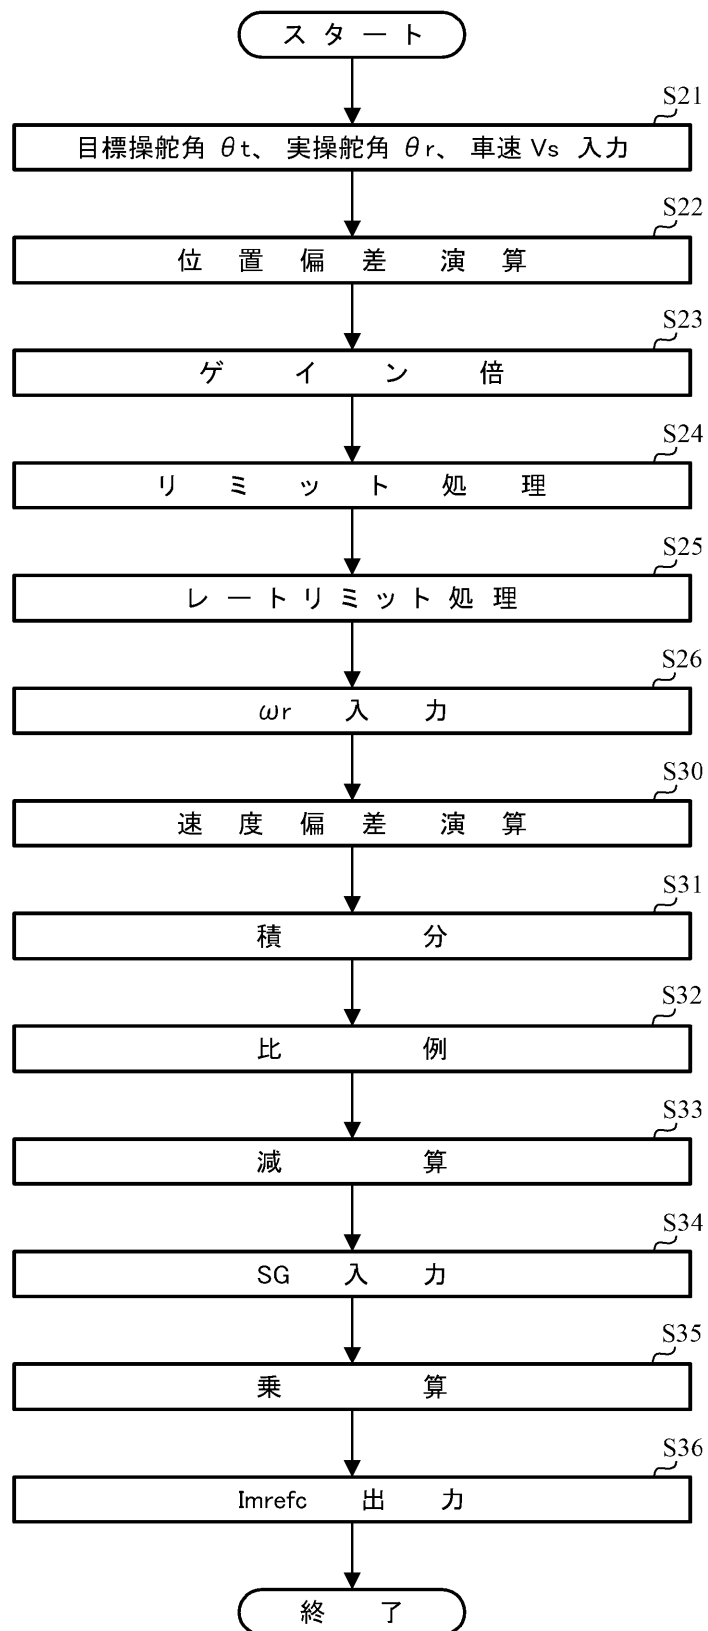 スタート
S21
目標操舵角 θt、 実操舵角 θr、 車速 Vs 入力
S22
位置偏差 演算
S23
ゲイン倍
S24
リミット処理
S25
レートリミット処理
S26
ωr 入力
S30
速度偏差 演算
S31
積分
S32
比例
S33
減算
S34
SG 入力
S35
乗算
S36
Imrefc 出力
終了